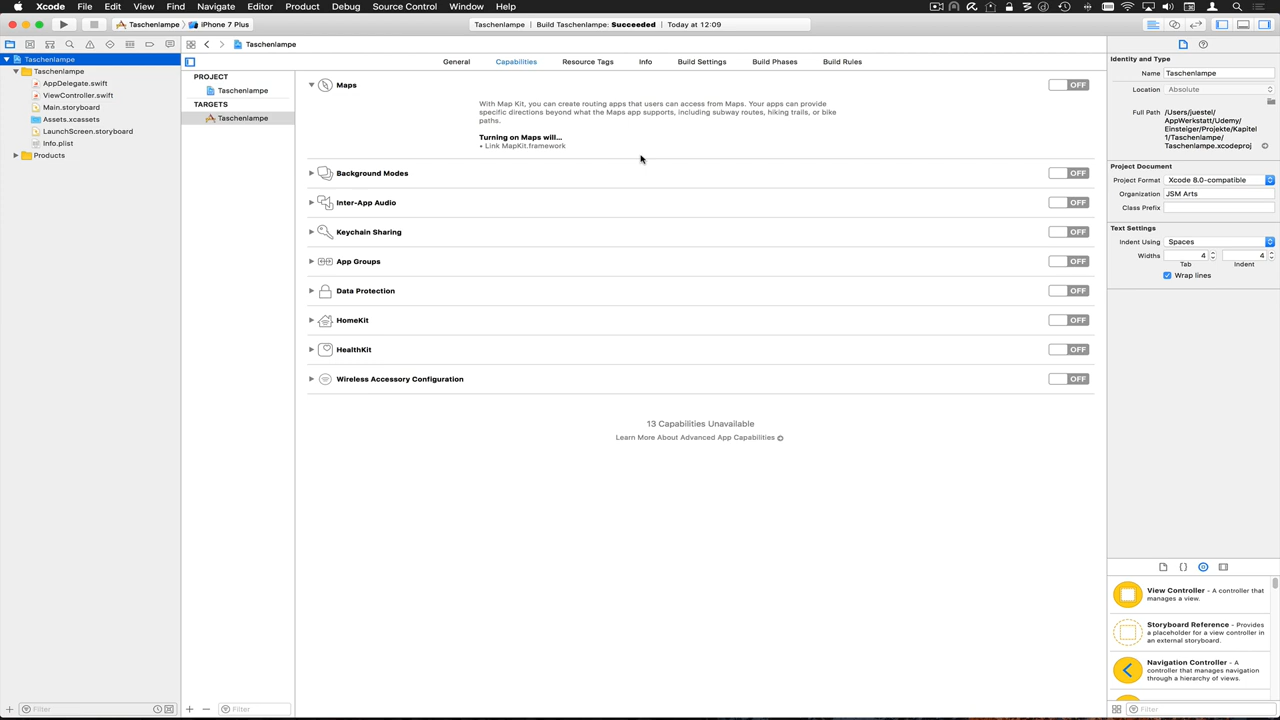 Xcode File Edit View Find Navigate Editor Product Debug Source Control Window Help
Taschenlampe iPhone 7 Plus
Taschenlampe Build Taschenlampe: Succeeded Today at 12:09
Taschenlampe
Taschenlampe
Taschenlampe
AppDelegate.swift
ViewController.swift
Main.storyboard
Assets.xcassets
LaunchScreen.storyboard
Info.plist
Products
Filter
General Capabilities Resource Tags Info Build Settings Build Phases Build Rules
PROJECT
Taschenlampe
TARGETS
Taschenlampe
Filter
Maps OFF
With Map Kit, you can create routing apps that users can access from Maps. Your apps can provide
specific directions beyond what the Maps app supports, including subway routes, hiking trails, or bike
paths.
Turning on Maps will...
• Link MapKit.framework
Background Modes OFF
Inter-App Audio OFF
Keychain Sharing OFF
App Groups OFF
Data Protection OFF
HomeKit OFF
HealthKit OFF
Wireless Accessory Configuration OFF
13 Capabilities Unavailable
Learn More About Advanced App Capabilities
Identity and Type
Name Taschenlampe
Location Absolute
Full Path /Users/juestel/
AppWerkstatt/Udemy/
Einsteiger/Projekte/Kapitel
1/Taschenlampe/
Taschenlampe.xcodeproj
Project Document
Project Format Xcode 8.0-compatible
Organization JSM Arts
Class Prefix
Text Settings
Indent Using Spaces
Widths 4 4
Tab Indent
Wrap lines
View Controller - A controller that
manages a view.
Storyboard Reference - Provides
a placeholder for a view controller in
an external storyboard.
Navigation Controller - A
controller that manages navigation
through a hierarchy of views.
Filter